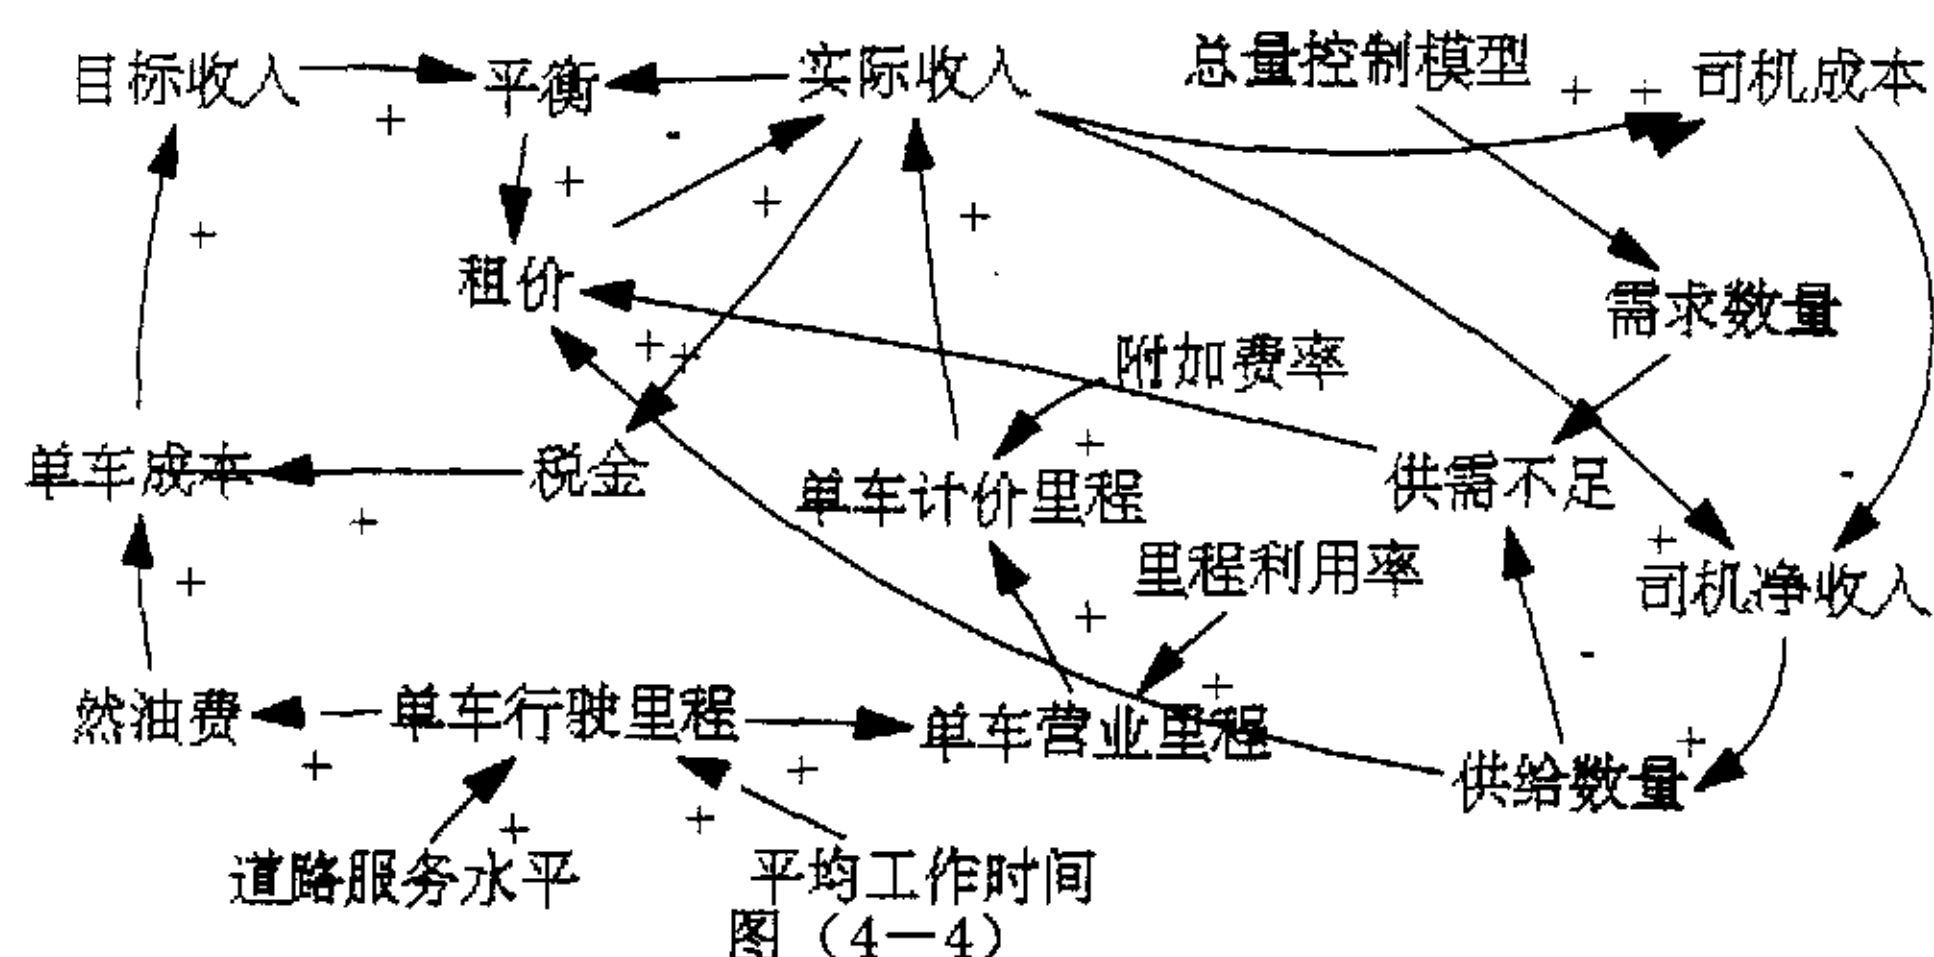 目标收入 平衡 实际收入 总量控制模型 + + 司机成本
+ -
+ +
+ +
租价 需求数量
+ + 附加费率
+
单车成本 税金 单车计价里程 供需不足 -
+ +
+ 里程利用率 司机净收入
+ -
然油费 单车行驶里程 单车营业里程 + 供给数量 +
+ +
+ +
道路服务水平 平均工作时间
图（4—4）